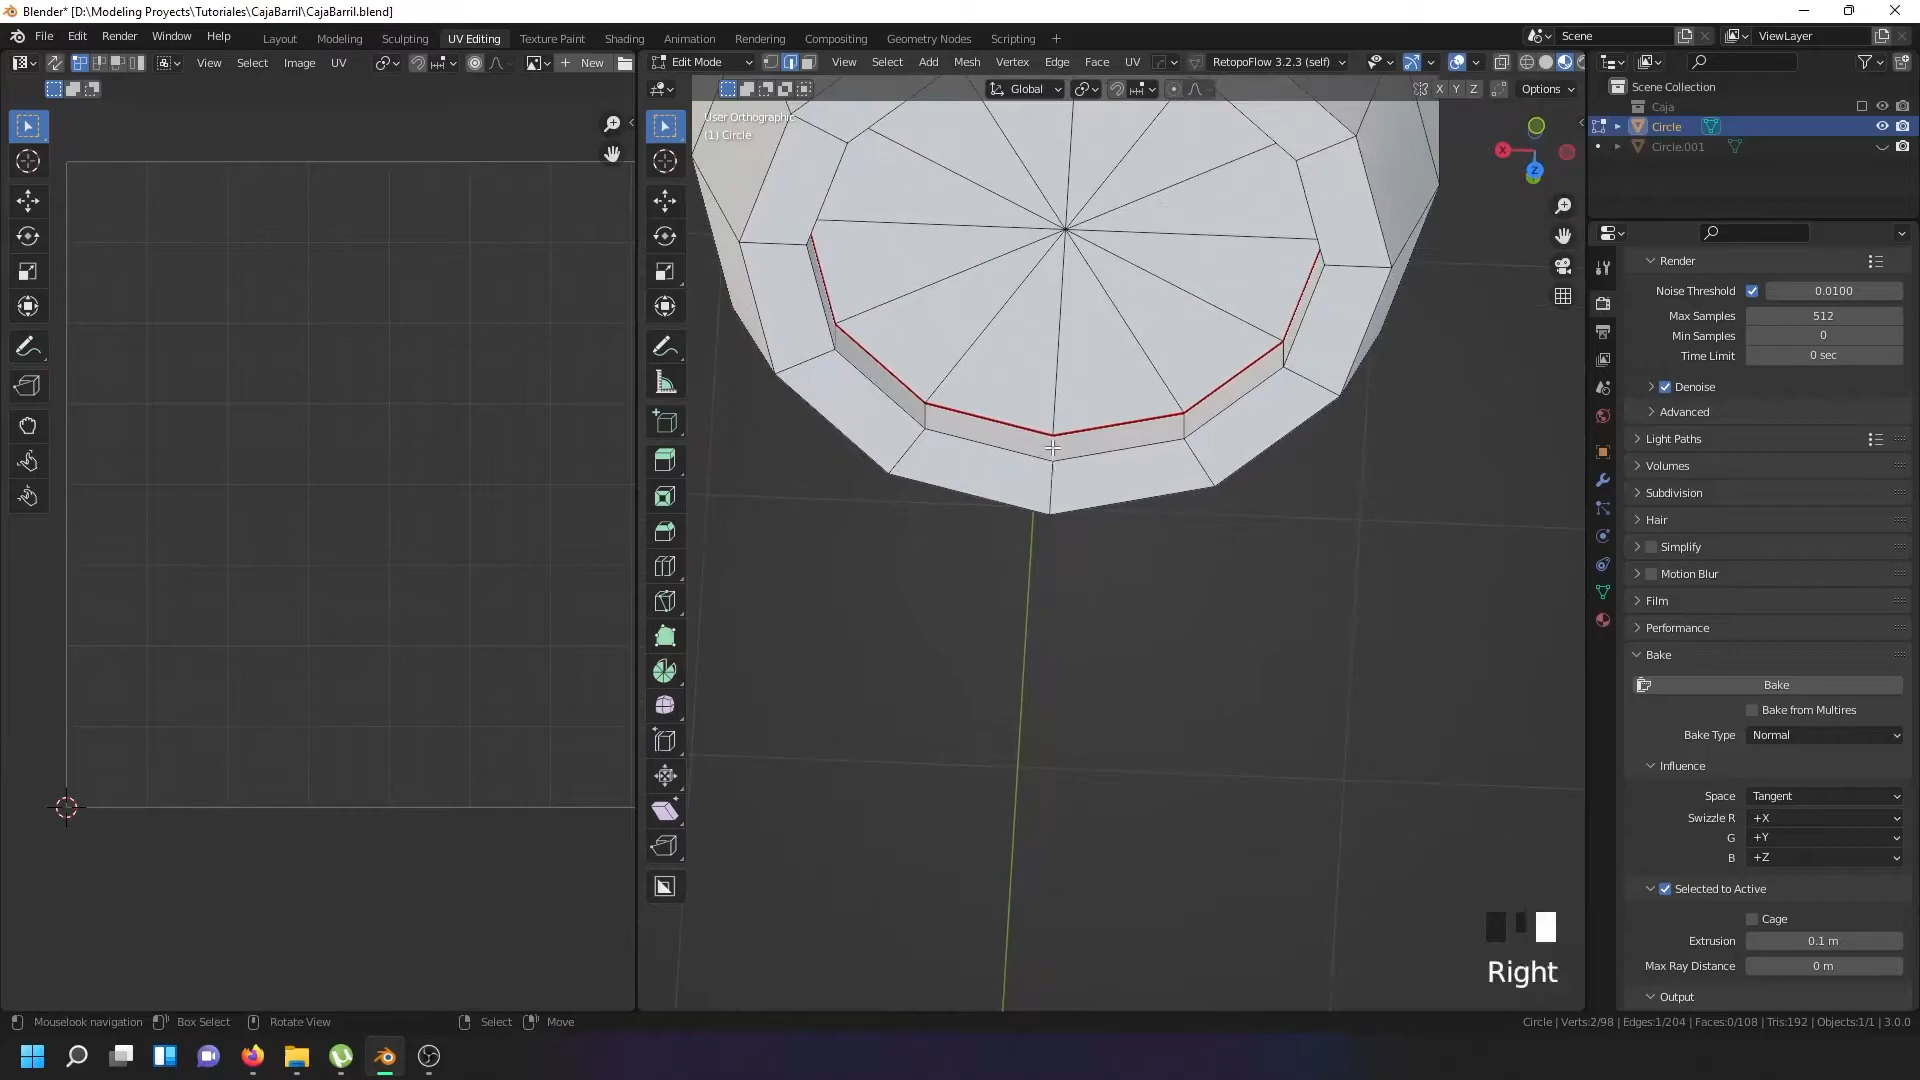 Blender* [D:\Modeling Proyects\Tutoriales\CajaBarril\CajaBarril.blend]
File Edit Render Window Help
Layout Modeling Sculpting UV Editing Texture Paint Shading Animation Rendering Compositing Geometry Nodes Scripting +
Scene
ViewLayer
View Select Image UV
New
Edit Mode
View Select Add Mesh Vertex Edge Face UV
RetopoFlow 3.2.3 (self)
Global
X Y Z
Options
User Orthographic
(1) Circle
X
Z
Scene Collection
Caja
Circle
Circle.001
Render
Noise Threshold 0.0100
Max Samples 512
Min Samples 0
Time Limit 0 sec
Denoise
Advanced
Light Paths
Volumes
Subdivision
Hair
Simplify
Motion Blur
Film
Performance
Bake
Bake
Bake from Multires
Bake Type Normal
Influence
Space Tangent
Swizzle R +X
G +Y
B +Z
Selected to Active
Cage
Extrusion 0.1 m
Max Ray Distance 0 m
Output
Right
Mouselook navigation Box Select Rotate View Select Move
Circle | Verts:2/98 | Edges:1/204 | Faces:0/108 | Tris:192 | Objects:1/1 | 3.0.0